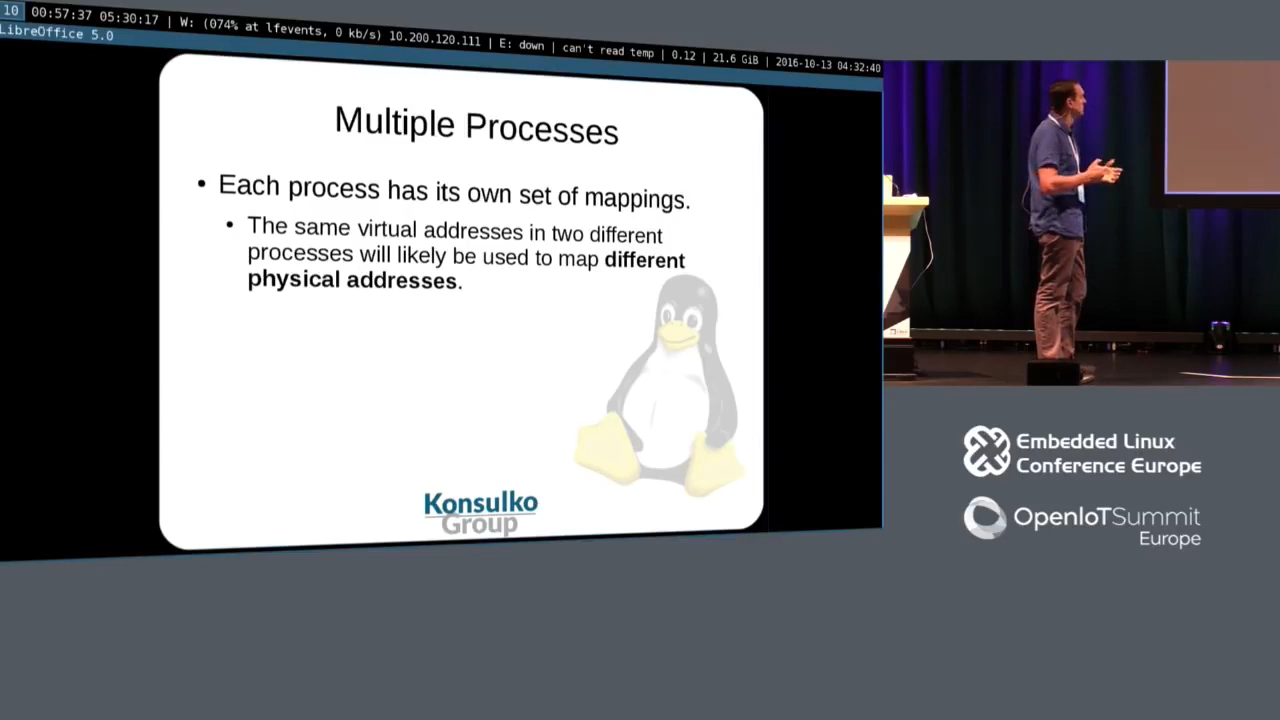 10 00:57:37 05:30:17 | W: (074% at lfevents, 0 kb/s) 10.200.120.111 | E: down | can't read temp | 0.12 | 21.6 GiB | 2016-10-13 04:32:40
LibreOffice 5.0
Multiple Processes
• Each process has its own set of mappings.
• The same virtual addresses in two different
processes will likely be used to map different
physical addresses.
Konsulko
Group
Embedded Linux
Conference Europe
OpenIoTSummit
Europe